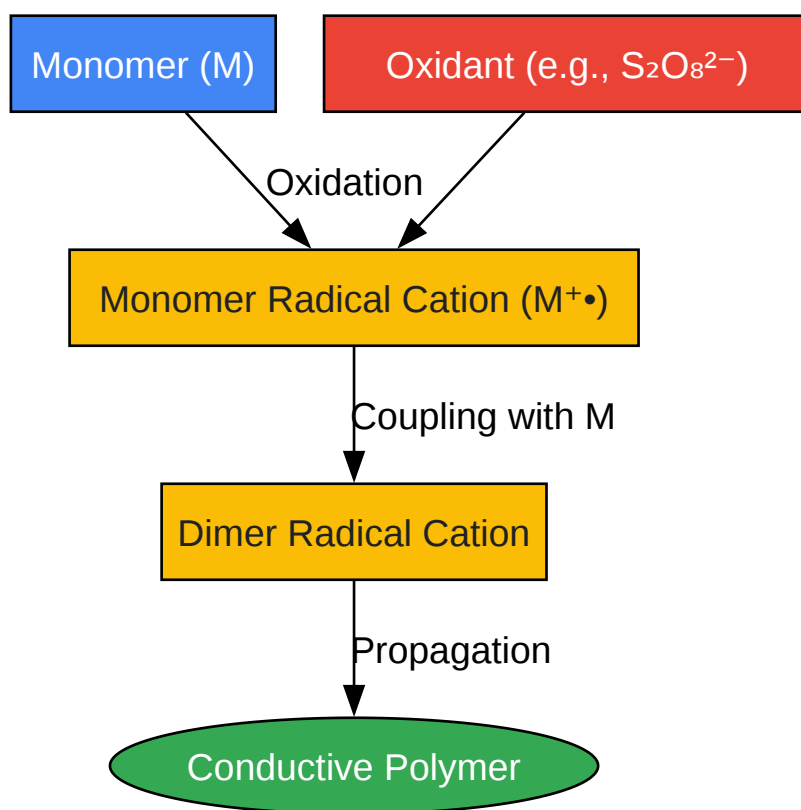 Monomer (M)
Oxidant (e.g., S₂O₈²⁻)
Oxidation
Monomer Radical Cation (M⁺•)
Coupling with M
Dimer Radical Cation
Propagation
Conductive Polymer